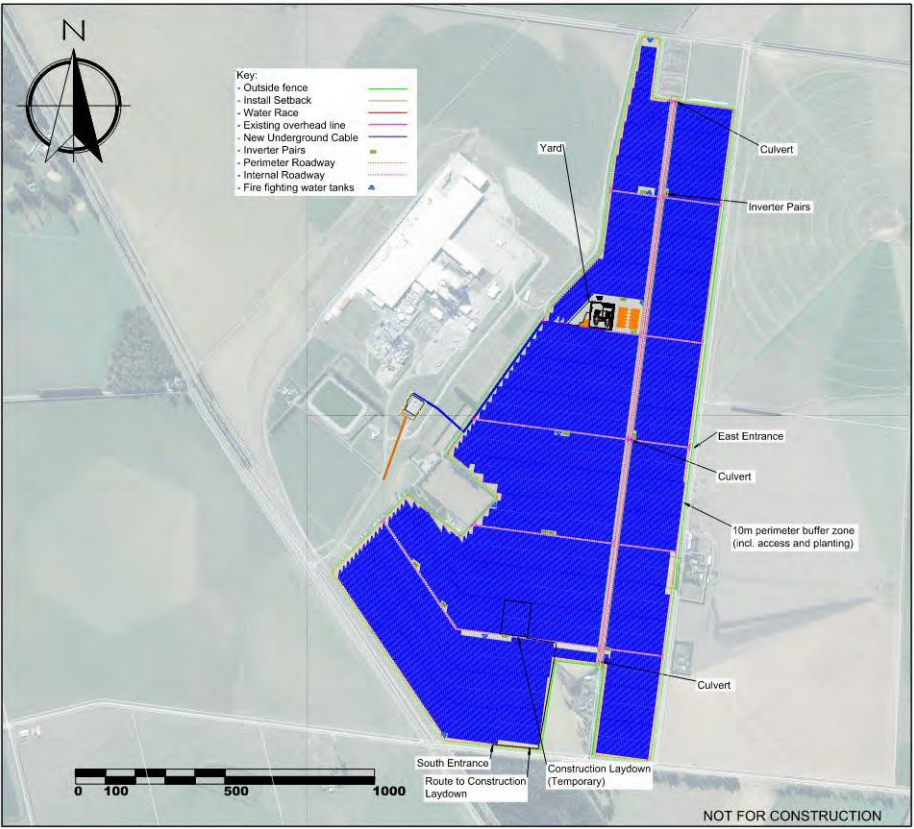 N
Key:
- Outside fence
- Install Setback
- Water Race
- Existing overhead line
- New Underground Cable
- Inverter Pairs
- Perimeter Roadway
- Internal Roadway
- Fire fighting water tanks
Yard
Culvert
Inverter Pairs
East Entrance
Culvert
10m perimeter buffer zone
(incl. access and planting)
Culvert
South Entrance
Route to Construction
Laydown
Construction Laydown
(Temporary)
0 100 500 1000
NOT FOR CONSTRUCTION